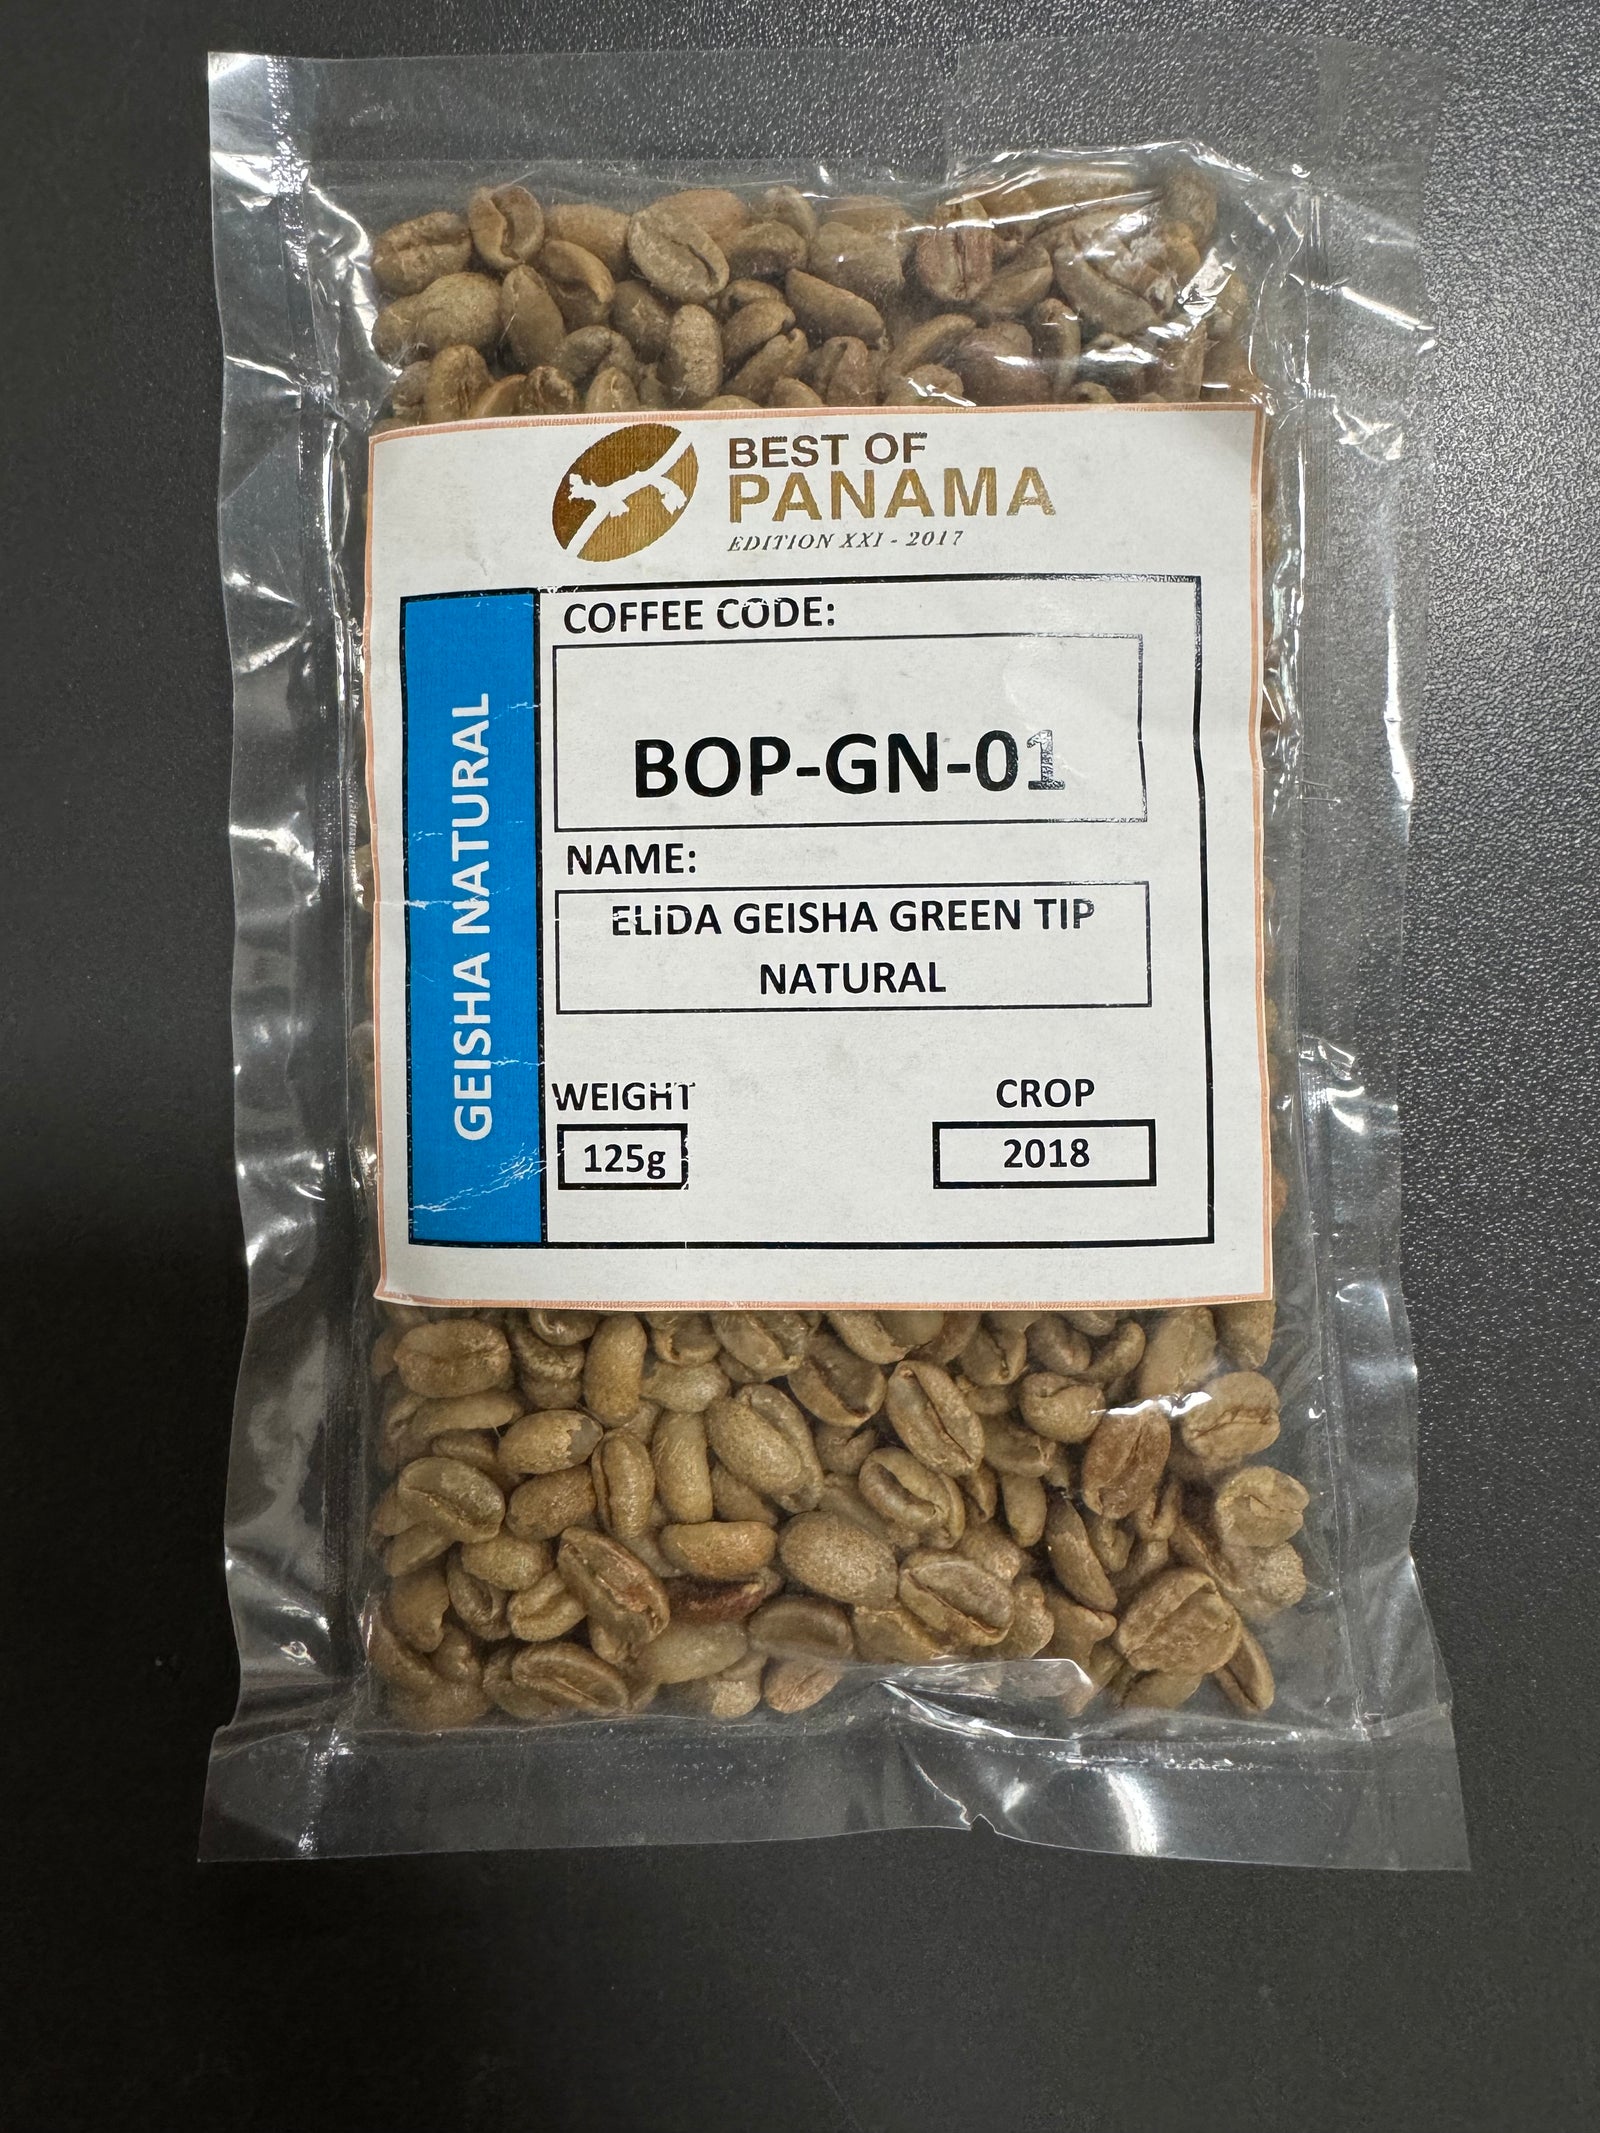 BEST OF
PANAMA
EDITION XXI - 2017
GEISHA NATURAL
COFFEE CODE:
BOP-GN-01
NAME:
ELIDA GEISHA GREEN TIP
NATURAL
WEIGHT
125g
CROP
2018